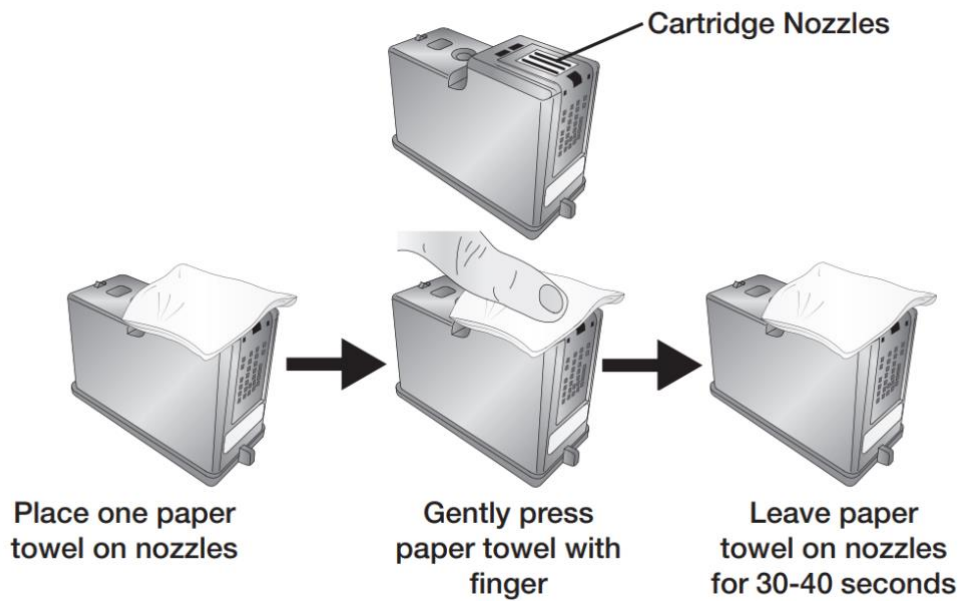 Cartridge Nozzles
Place one paper
towel on nozzles
Gently press
paper towel with
finger
Leave paper
towel on nozzles
for 30-40 seconds